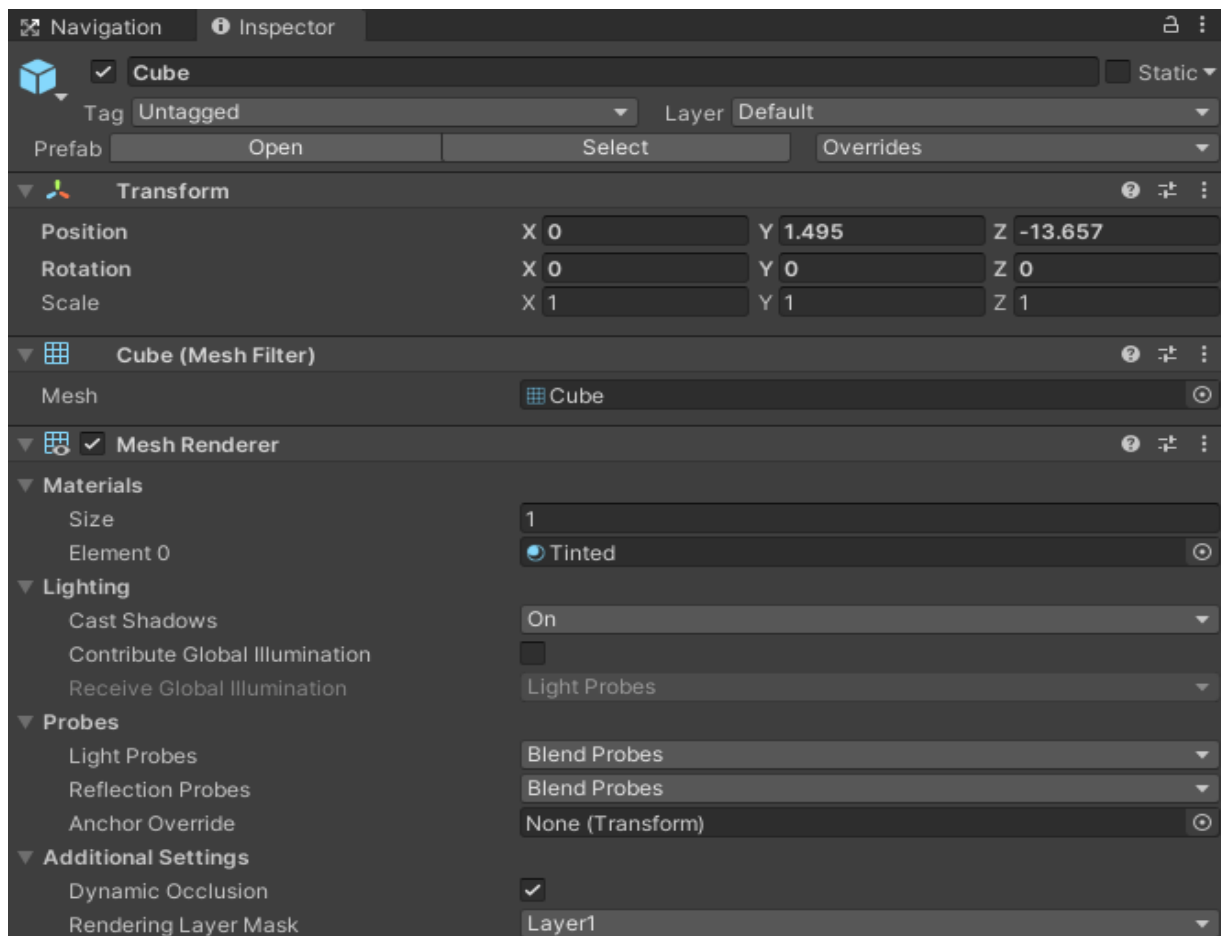 Navigation Inspector
Cube Static
Tag Untagged Layer Default
Prefab Open Select Overrides
Transform
Position X 0 Y 1.495 Z -13.657
Rotation X 0 Y 0 Z 0
Scale X 1 Y 1 Z 1
Cube (Mesh Filter)
Mesh Cube
Mesh Renderer
Materials
Size 1
Element 0 Tinted
Lighting
Cast Shadows On
Contribute Global Illumination
Receive Global Illumination Light Probes
Probes
Light Probes Blend Probes
Reflection Probes Blend Probes
Anchor Override None (Transform)
Additional Settings
Dynamic Occlusion
Rendering Layer Mask Layer1